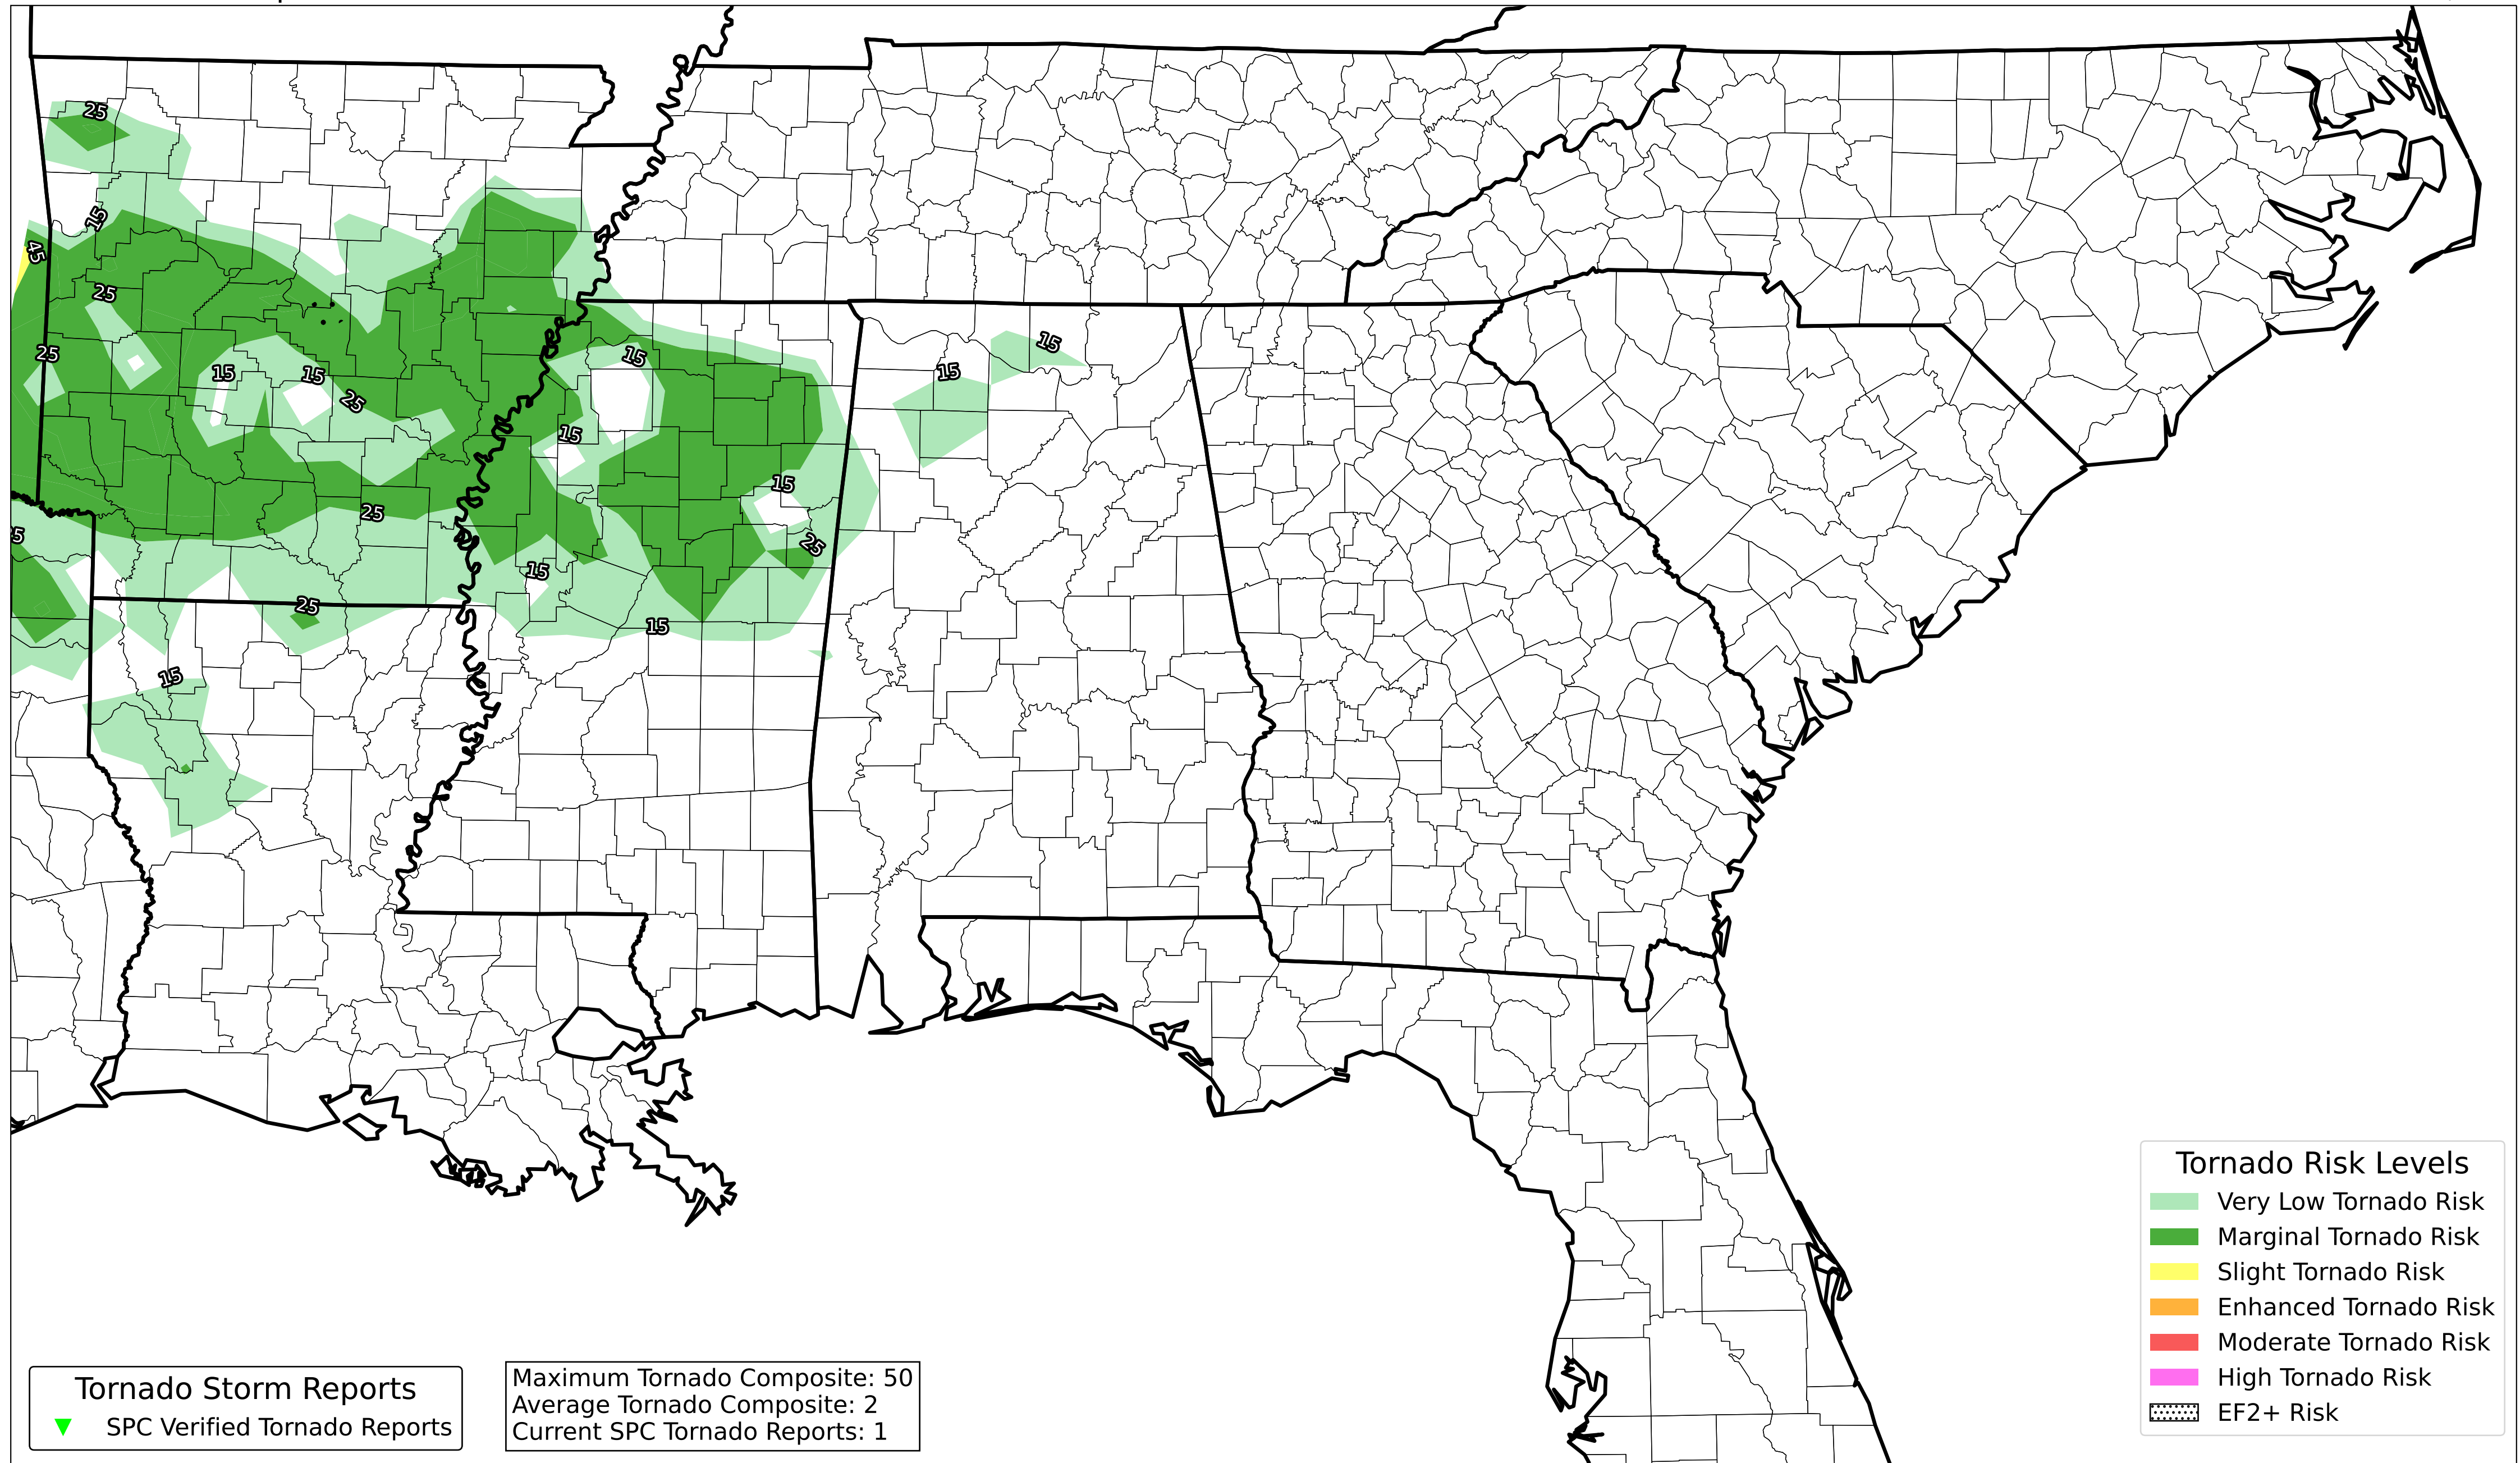 25
15
45
25
15
25
15
15
15
15
25
15
15
25
25
5
15
25
15
15
Tornado Risk Levels
Very Low Tornado Risk
Marginal Tornado Risk
Slight Tornado Risk
Enhanced Tornado Risk
Moderate Tornado Risk
High Tornado Risk
EF2+ Risk
Tornado Storm Reports
SPC Verified Tornado Reports
Maximum Tornado Composite: 50
Average Tornado Composite: 2
Current SPC Tornado Reports: 1